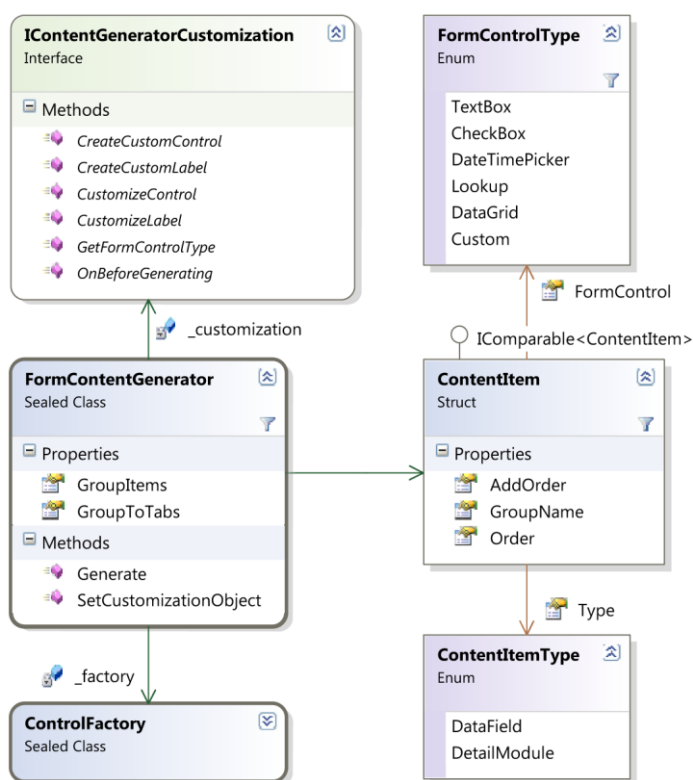 IContentGeneratorCustomization
Interface
Methods
CreateCustomControl
CreateCustomLabel
CustomizeControl
CustomizeLabel
GetFormControlType
OnBeforeGenerating
_customization
FormContentGenerator
Sealed Class
Properties
GroupItems
GroupToTabs
Methods
Generate
SetCustomizationObject
_factory
ControlFactory
Sealed Class
FormControlType
Enum
TextBox
CheckBox
DateTimePicker
Lookup
DataGrid
Custom
FormControl
IComparable<ContentItem>
ContentItem
Struct
Properties
AddOrder
GroupName
Order
Type
ContentItemType
Enum
DataField
DetailModule